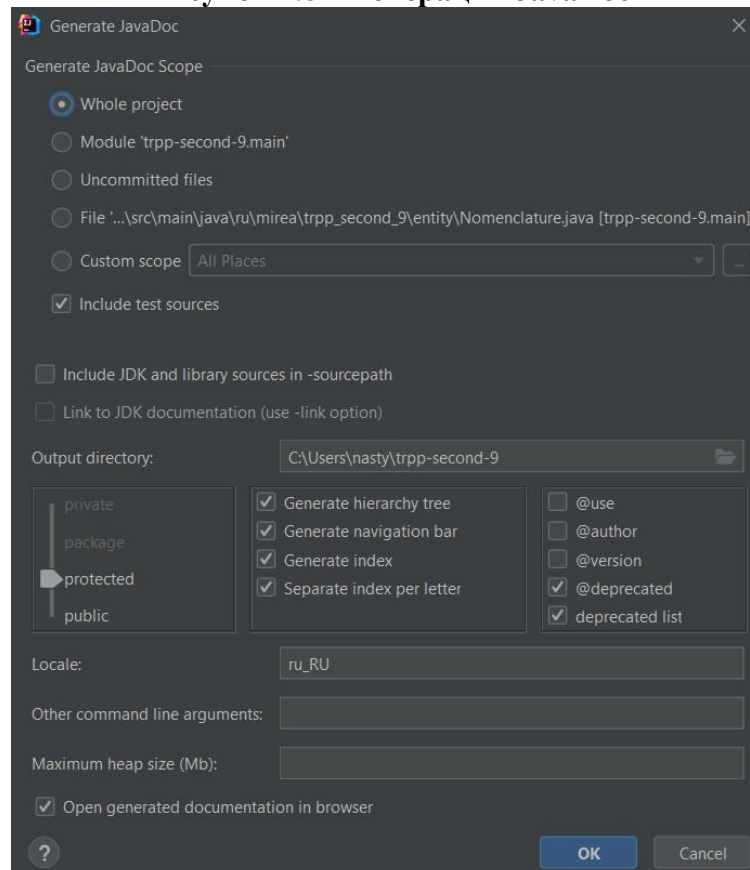 Generate JavaDoc
Generate JavaDoc Scope
Whole project
Module 'trpp-second-9.main'
Uncommitted files
File '...\src\main\java\ru\mirea\trpp_second_9\entity\Nomenclature.java [trpp-second-9.main]
Custom scope All Places ...
Include test sources
Include JDK and library sources in -sourcepath
Link to JDK documentation (use -link option)
Output directory: C:\Users\nasty\trpp-second-9
private
package
protected
public
Generate hierarchy tree
Generate navigation bar
Generate index
Separate index per letter
@use
@author
@version
@deprecated
deprecated list
Locale: ru_RU
Other command line arguments:
Maximum heap size (Mb):
Open generated documentation in browser
? OK Cancel